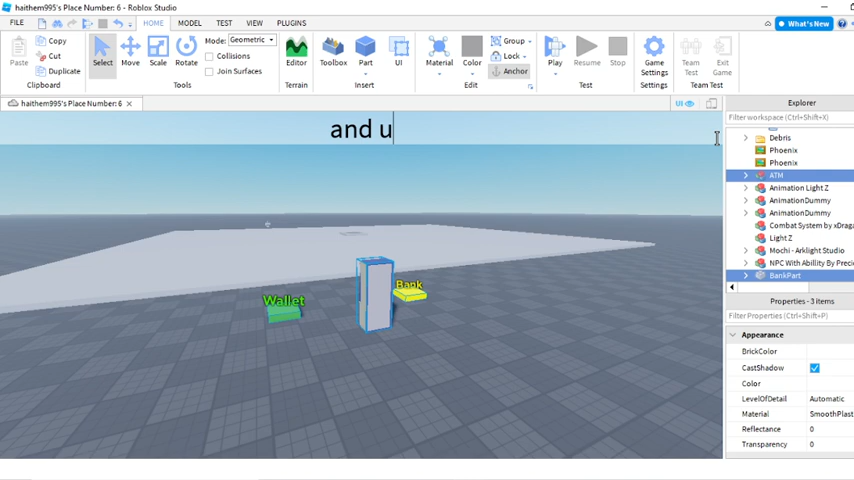 haithem995's Place Number: 6 - Roblox Studio
FILE
HOME
MODEL
TEST
VIEW
PLUGINS
What's New
Paste
Copy
Cut
Duplicate
Clipboard
Select
Move
Scale
Rotate
Mode: Geometric
Collisions
Join Surfaces
Tools
Editor
Terrain
Toolbox
Part
UI
Insert
Material
Color
Group
Lock
Anchor
Edit
Play
Resume
Stop
Test
Game Settings
Settings
Team Test
Exit Game
Team Test
haithem995's Place Number: 6
UI
and u
Wallet
Bank
Explorer
Filter workspace (Ctrl+Shift+X)
Debris
Phoenix
Phoenix
ATM
Animation Light Z
AnimationDummy
AnimationDummy
Combat System by xDraga
Light Z
Mochi - Arklight Studio
NPC With Abillity By Preci
BankPart
Properties - 3 items
Filter Properties (Ctrl+Shift+P)
Appearance
BrickColor
CastShadow
Color
LevelOfDetail Automatic
Material SmoothPlast
Reflectance 0
Transparency 0